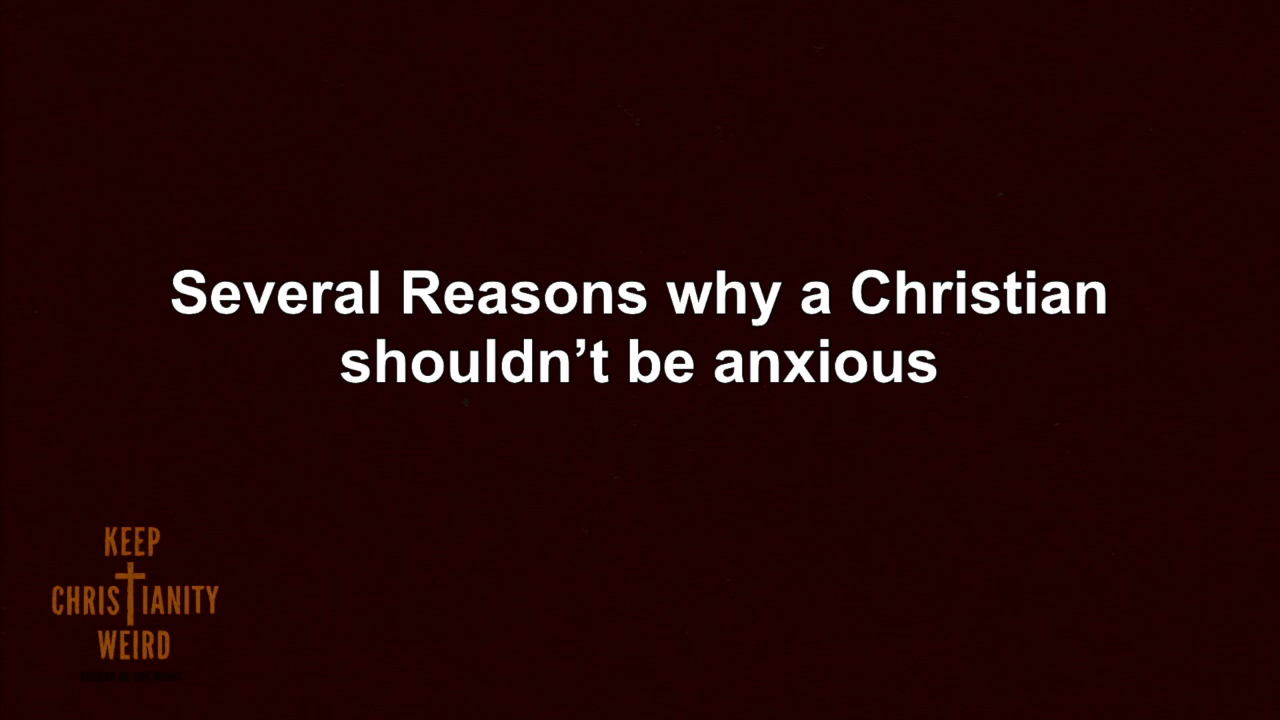 Several Reasons why a Christian
shouldn’t be anxious
KEEP
CHRISTIANITY
WEIRD